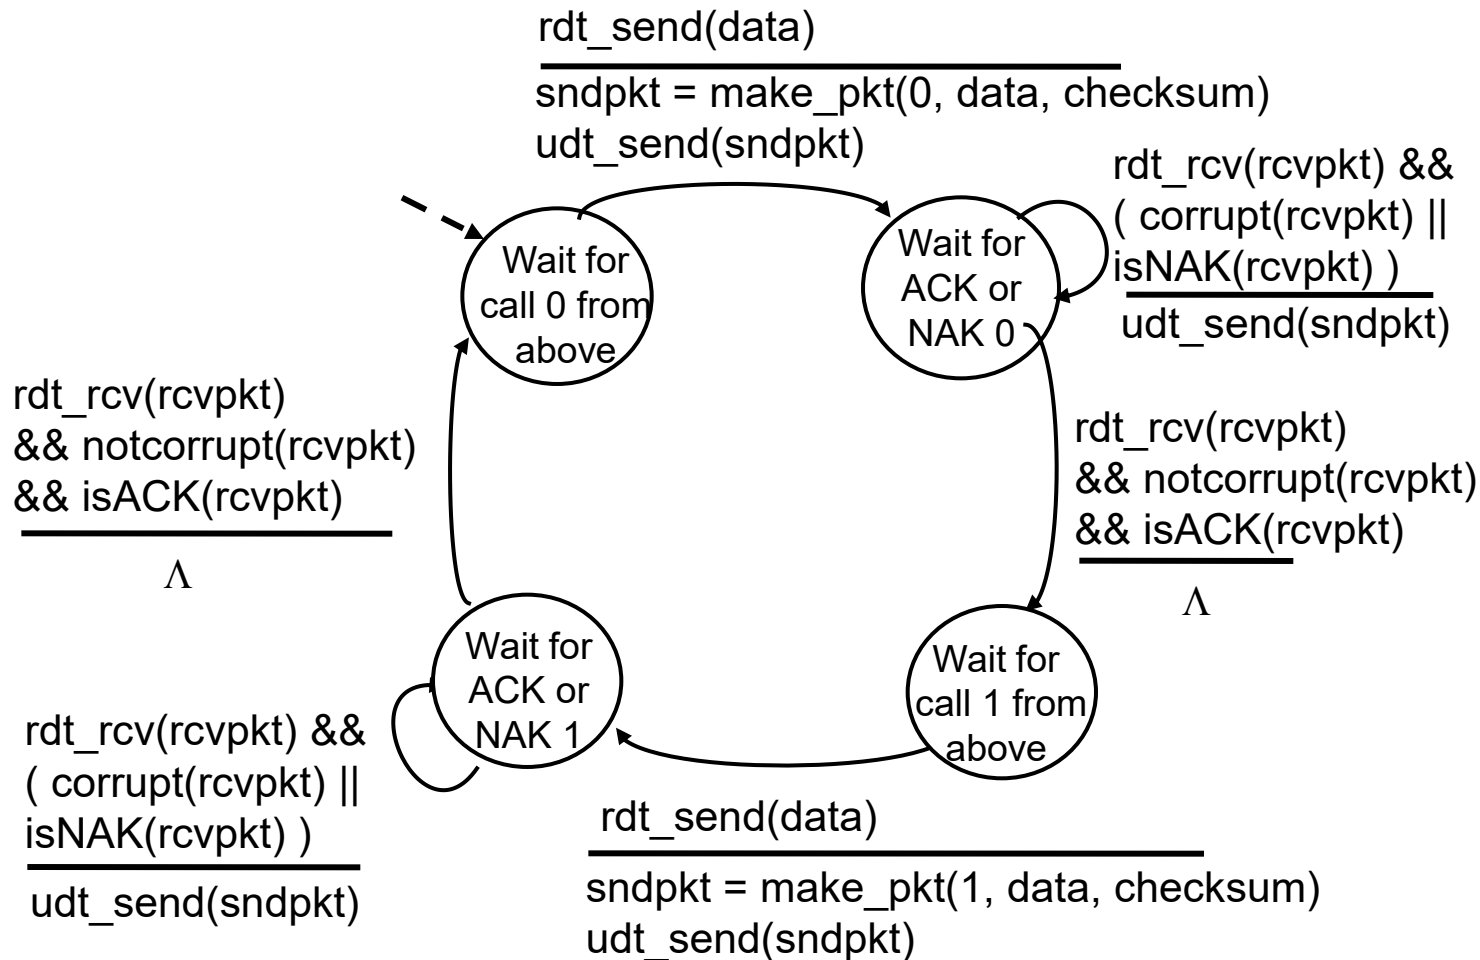 rdt_send(data)
sndpkt = make_pkt(0, data, checksum)
udt_send(sndpkt)
rdt_rcv(rcvpkt) &&
( corrupt(rcvpkt) ||
isNAK(rcvpkt) )
udt_send(sndpkt)
Wait for
call 0 from
above
Wait for
ACK or
NAK 0
rdt_rcv(rcvpkt)
&& notcorrupt(rcvpkt)
&& isACK(rcvpkt)
Λ
rdt_rcv(rcvpkt)
&& notcorrupt(rcvpkt)
&& isACK(rcvpkt)
Λ
Wait for
ACK or
NAK 1
Wait for
call 1 from
above
rdt_rcv(rcvpkt) &&
( corrupt(rcvpkt) ||
isNAK(rcvpkt) )
udt_send(sndpkt)
rdt_send(data)
sndpkt = make_pkt(1, data, checksum)
udt_send(sndpkt)